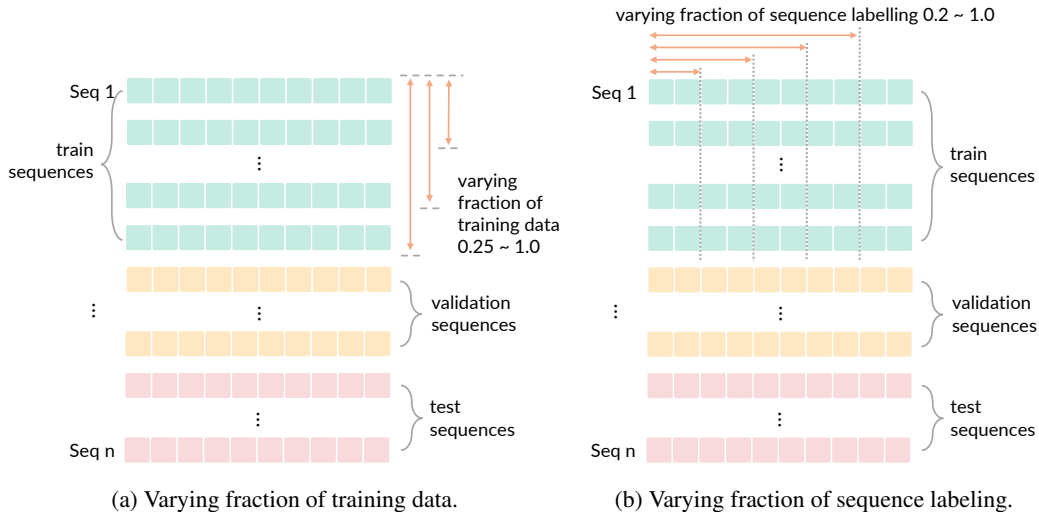 Seq 1
train
sequences
varying
fraction of
training data
0.25 ~ 1.0
validation
sequences
test
sequences
Seq n
(a) Varying fraction of training data.
varying fraction of sequence labelling 0.2 ~ 1.0
Seq 1
train
sequences
validation
sequences
test
sequences
Seq n
(b) Varying fraction of sequence labeling.